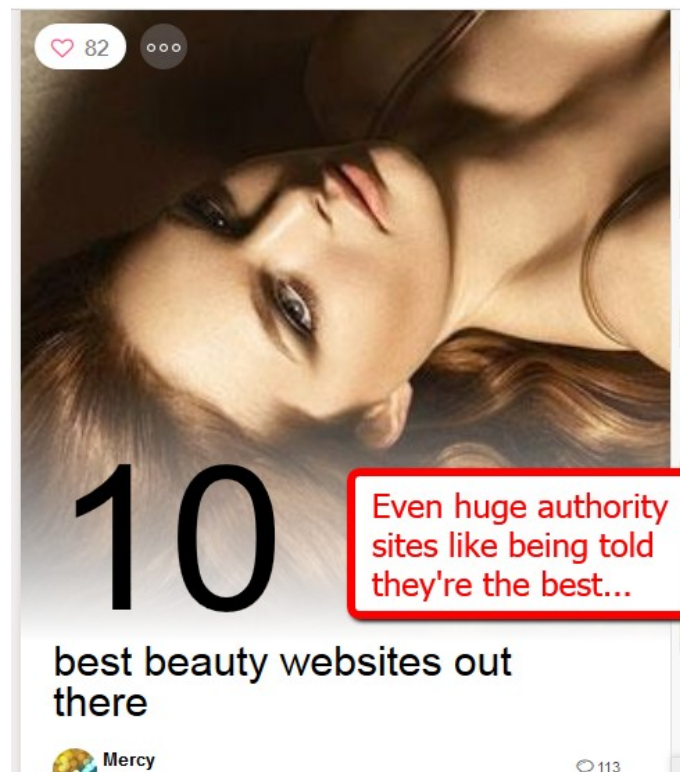 82
10
Even huge authority
sites like being told
they're the best...
best beauty websites out
there
Mercy
113